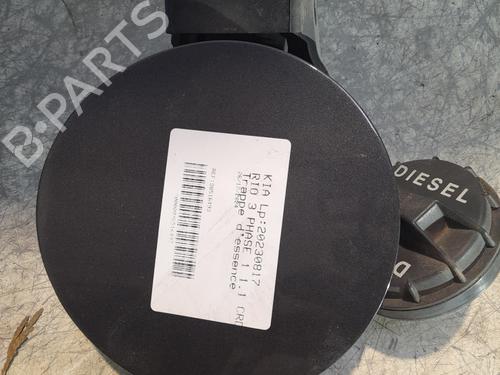 B-PARTS
KIA Lp:20230817
RIO 3 PHASE 1 1.1 CRD
Trappe d'essence
DIESEL
D